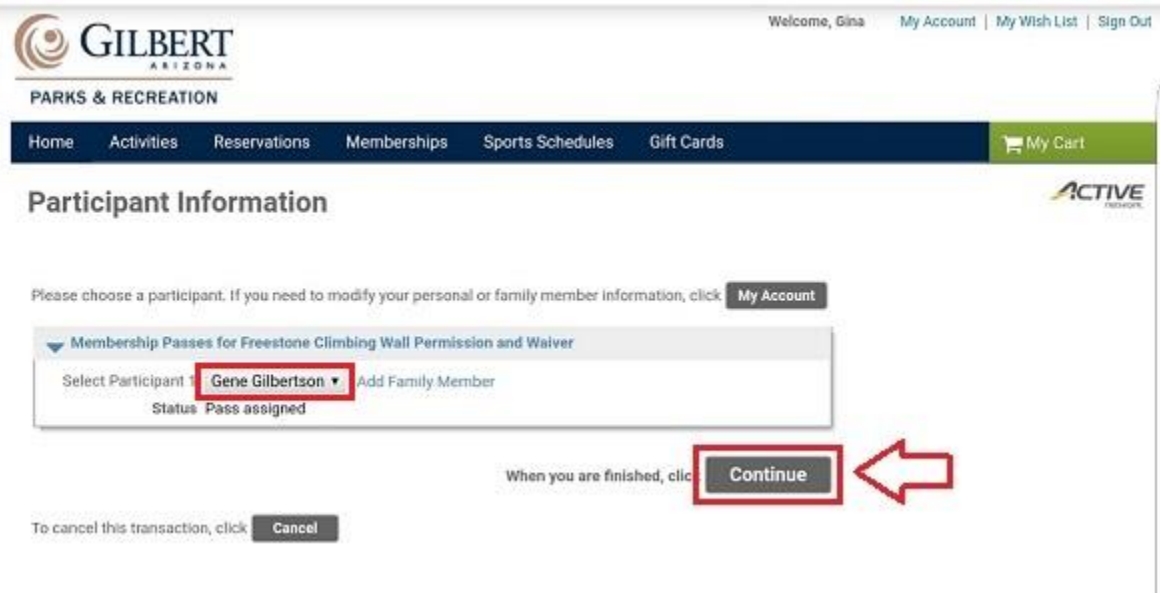 Welcome, Gina My Account | My Wish List | Sign Out
GILBERT
ARIZONA
PARKS & RECREATION
Home Activities Reservations Memberships Sports Schedules Gift Cards My Cart
Participant Information
ACTIVE
network
Please choose a participant. If you need to modify your personal or family member information, click My Account
Membership Passes for Freestone Climbing Wall Permission and Waiver
Select Participant 1 Gene Gilbertson Add Family Member
Status Pass assigned
When you are finished, clic Continue
To cancel this transaction, click Cancel